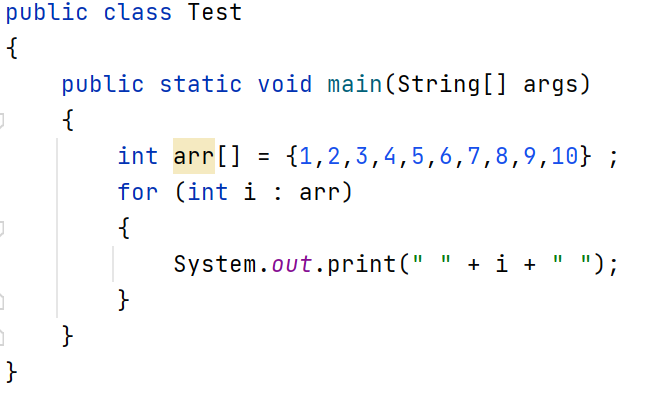 public class Test
{
    public static void main(String[] args)
    {
        int arr[] = {1,2,3,4,5,6,7,8,9,10} ;
        for (int i : arr)
        {
            System.out.print(" " + i + " ");
        }
    }
}